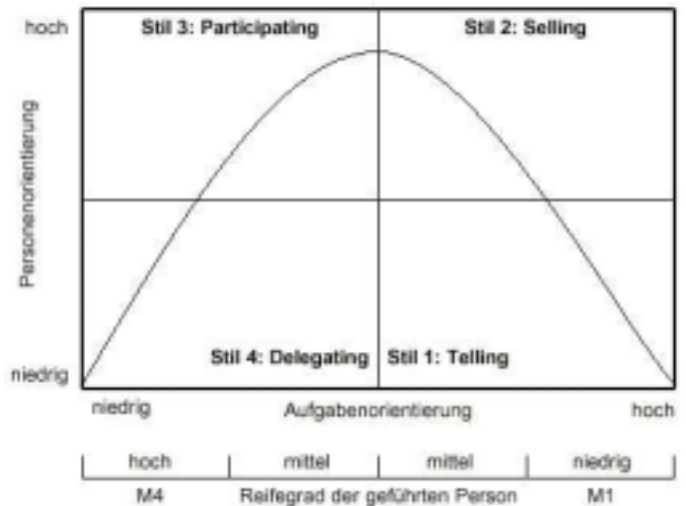 hoch
Stil 3: Participating
Stil 2: Selling
Personenorientierung
Stil 4: Delegating
Stil 1: Telling
niedrig
niedrig
Aufgabenorientierung
hoch
hoch
mittel
mittel
niedrig
M4
Reifegrad der geführten Person
M1